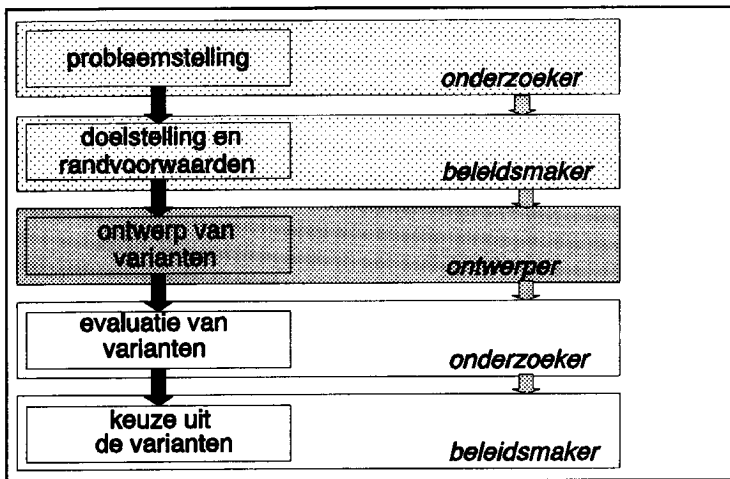 probleemstelling
onderzoeker
doelstelling en
randvoorwaarden
beleidsmaker
ontwerp van
varianten
ontwerper
evaluatie van
varianten
onderzoeker
keuze uit
de varianten
beleidsmaker